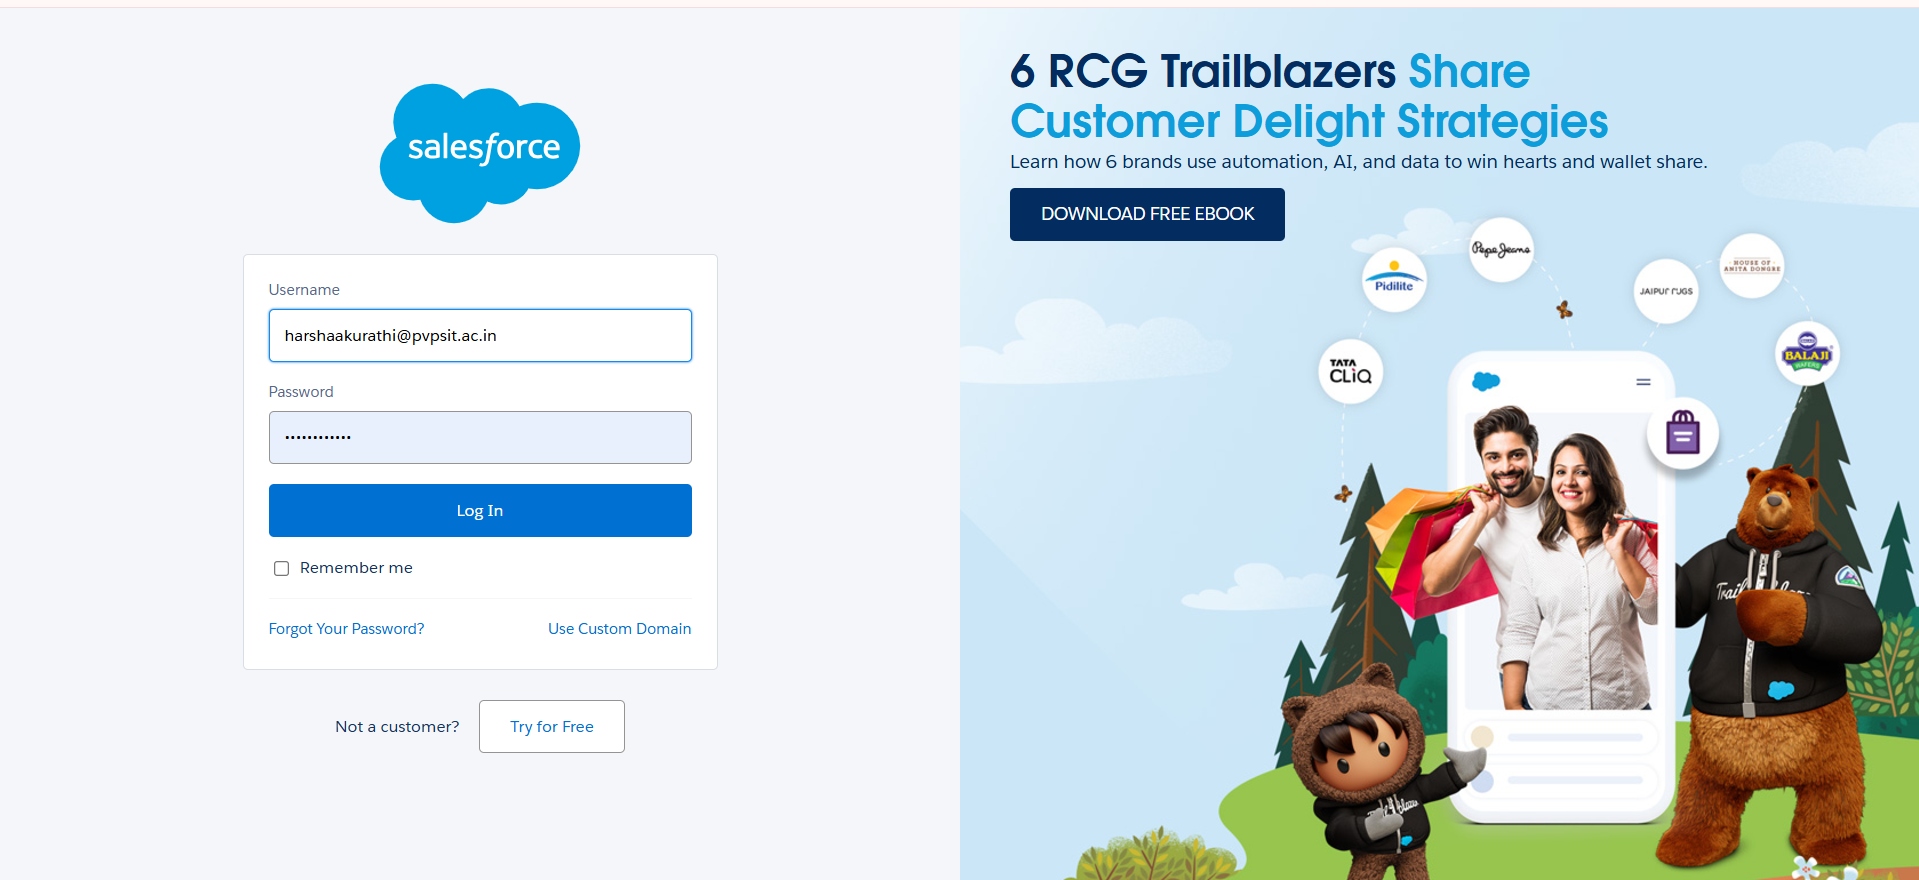 salesforce
Username
harshaakurathi@pvpsit.ac.in
Password
Log In
Remember me
Forgot Your Password?
Use Custom Domain
Not a customer?
Try for Free
6 RCG Trailblazers Share
Customer Delight Strategies
Learn how 6 brands use automation, AI, and data to win hearts and wallet share.
DOWNLOAD FREE EBOOK
Pepe Jeans
Pidilite
HOUSE OF
ANITA DONGRE
JAIPUR RUGS
TATA
CLiQ
BALAJI
WAFERS